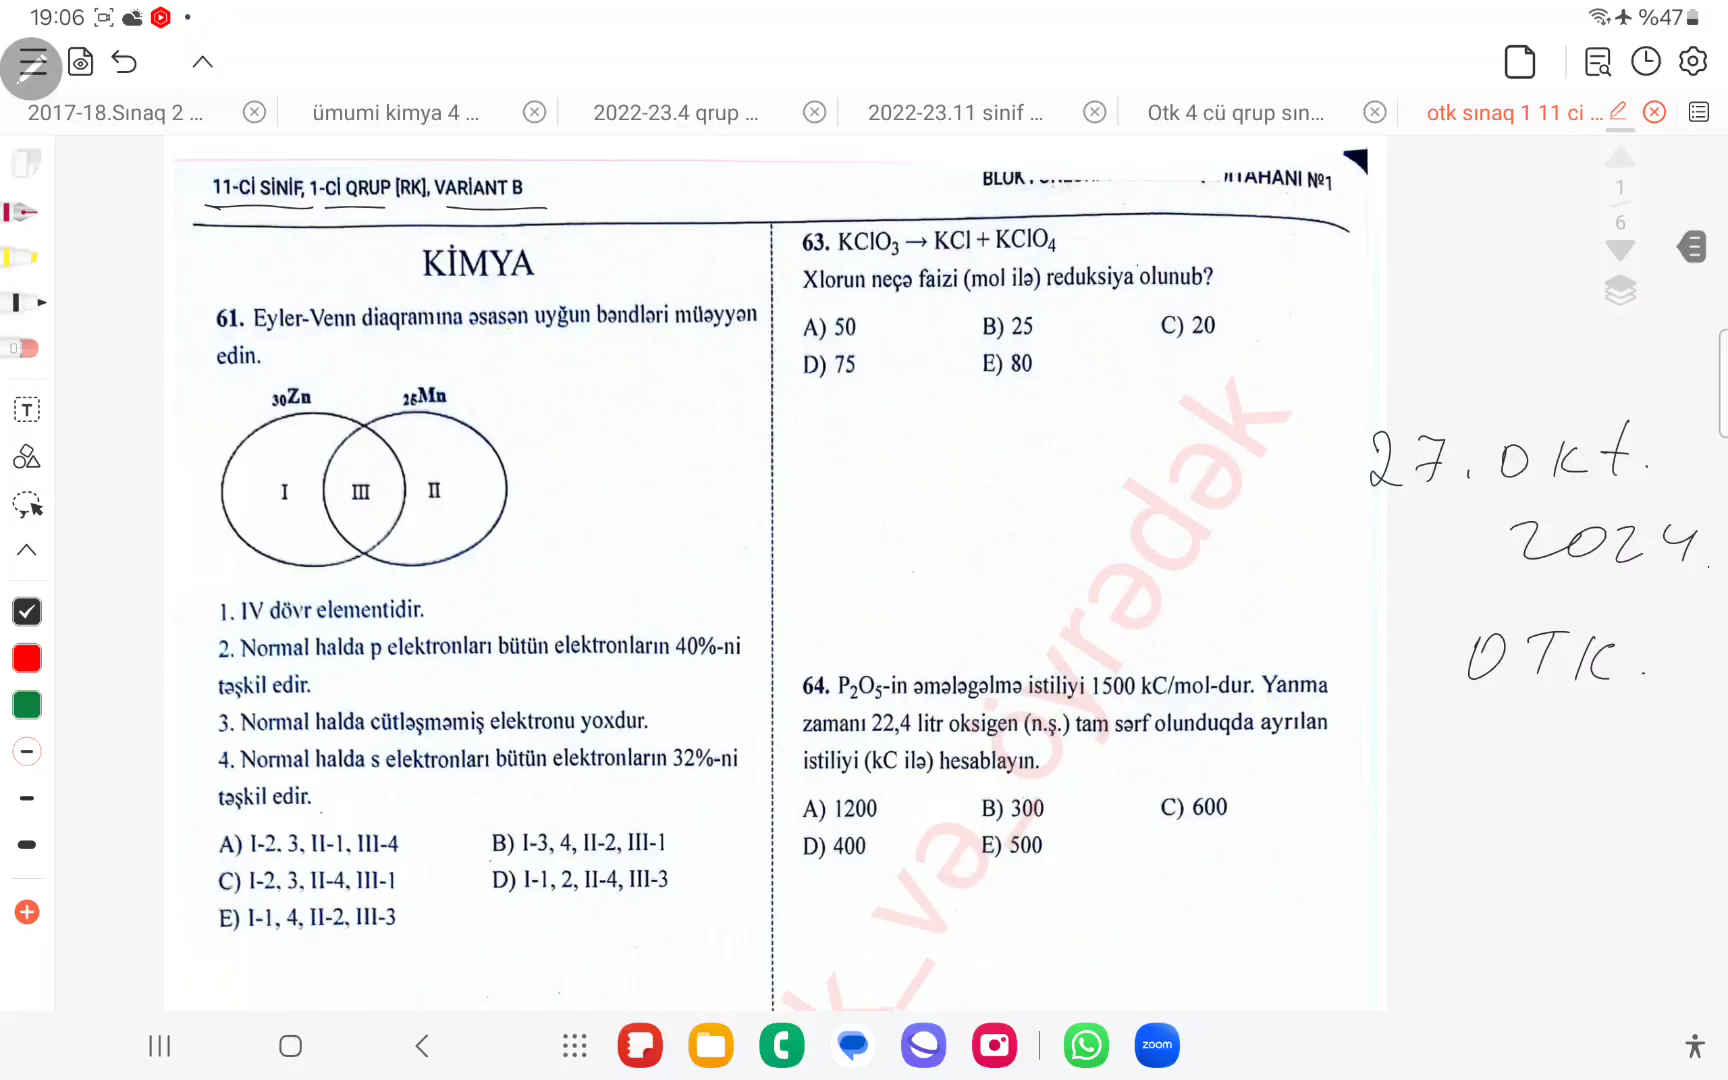 19:06
%47
2017-18.Sınaq 2 ...
ümumi kimya 4 ...
2022-23.4 qrup ...
2022-23.11 sinif ...
Otk 4 cü qrup sın...
otk sınaq 1 11 ci ...
1
6
11-Cİ SİNİF, 1-Cİ QRUP [RK], VARİANT B
№1
KİMYA
61. Eyler-Venn diaqramına əsasən uyğun bəndləri müəyyən
edin.
30Zn
25Mn
I
III
II
1. IV dövr elementidir.
2. Normal halda p elektronları bütün elektronların 40%-ni
təşkil edir.
3. Normal halda cütləşməmiş elektronu yoxdur.
4. Normal halda s elektronları bütün elektronların 32%-ni
təşkil edir.
A) I-2, 3, II-1, III-4
B) I-3, 4, II-2, III-1
C) I-2, 3, II-4, III-1
D) I-1, 2, II-4, III-3
E) I-1, 4, II-2, III-3
63. KClO3 → KCl + KClO4
Xlorun neçə faizi (mol ilə) reduksiya olunub?
A) 50
B) 25
C) 20
D) 75
E) 80
64. P2O5-in əmələgəlmə istiliyi 1500 kC/mol-dur. Yanma
zamanı 22,4 litr oksigen (n.ş.) tam sərf olunduqda ayrılan
istiliyi (kC ilə) hesablayın.
A) 1200
B) 300
C) 600
D) 400
E) 500
k_və_öyrədək
27. okt.
2024.
OTK.
zoom